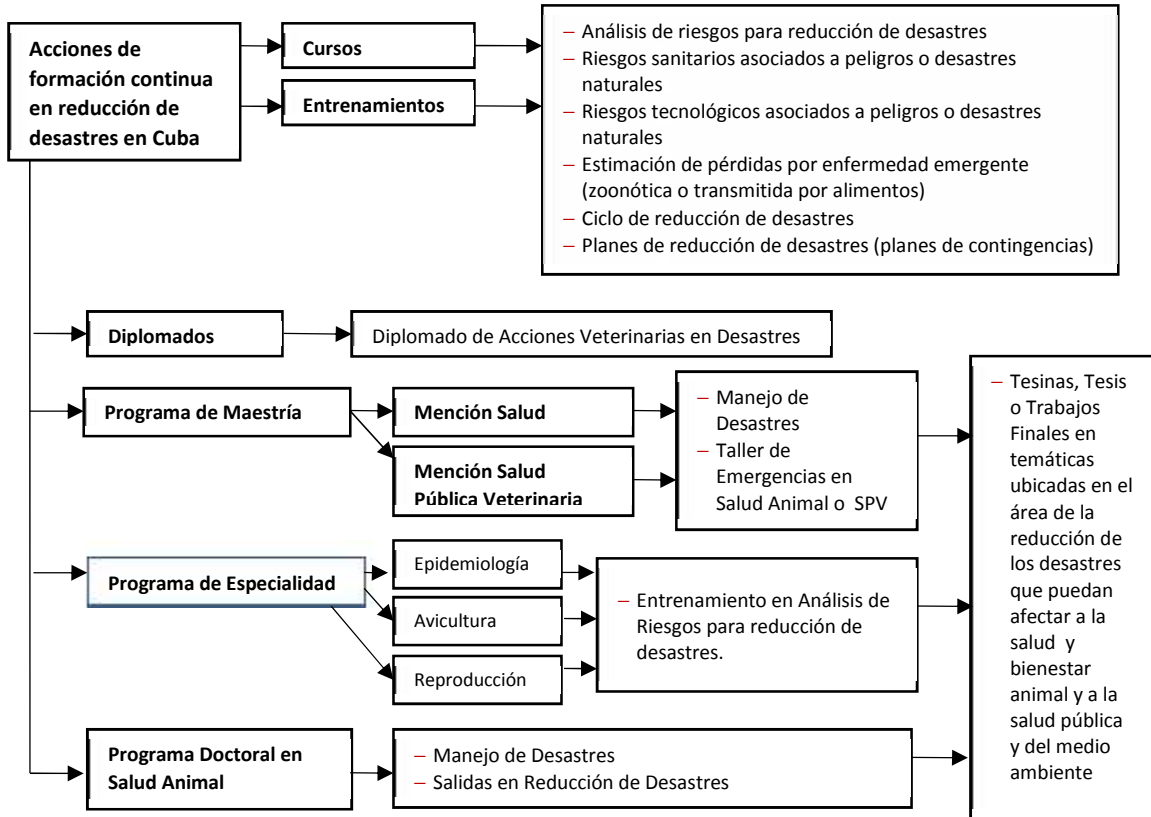 Acciones de
formación continua
en reducción de
desastres en Cuba
Cursos
Entrenamientos
– Análisis de riesgos para reducción de desastres
– Riesgos sanitarios asociados a peligros o desastres
naturales
– Riesgos tecnológicos asociados a peligros o desastres
naturales
– Estimación de pérdidas por enfermedad emergente
(zoonótica o transmitida por alimentos)
– Ciclo de reducción de desastres
– Planes de reducción de desastres (planes de contingencias)
Diplomados
Diplomado de Acciones Veterinarias en Desastres
Programa de Maestría
Mención Salud
Mención Salud
Pública Veterinaria
– Manejo de
Desastres
– Taller de
Emergencias en
Salud Animal o SPV
Programa de Especialidad
Epidemiología
Avicultura
Reproducción
– Entrenamiento en Análisis de
Riesgos para reducción de
desastres.
Programa Doctoral en
Salud Animal
– Manejo de Desastres
– Salidas en Reducción de Desastres
– Tesinas, Tesis
o Trabajos
Finales en
temáticas
ubicadas en el
área de la
reducción de
los desastres
que puedan
afectar a la
salud y
bienestar
animal y a la
salud pública
y del medio
ambiente